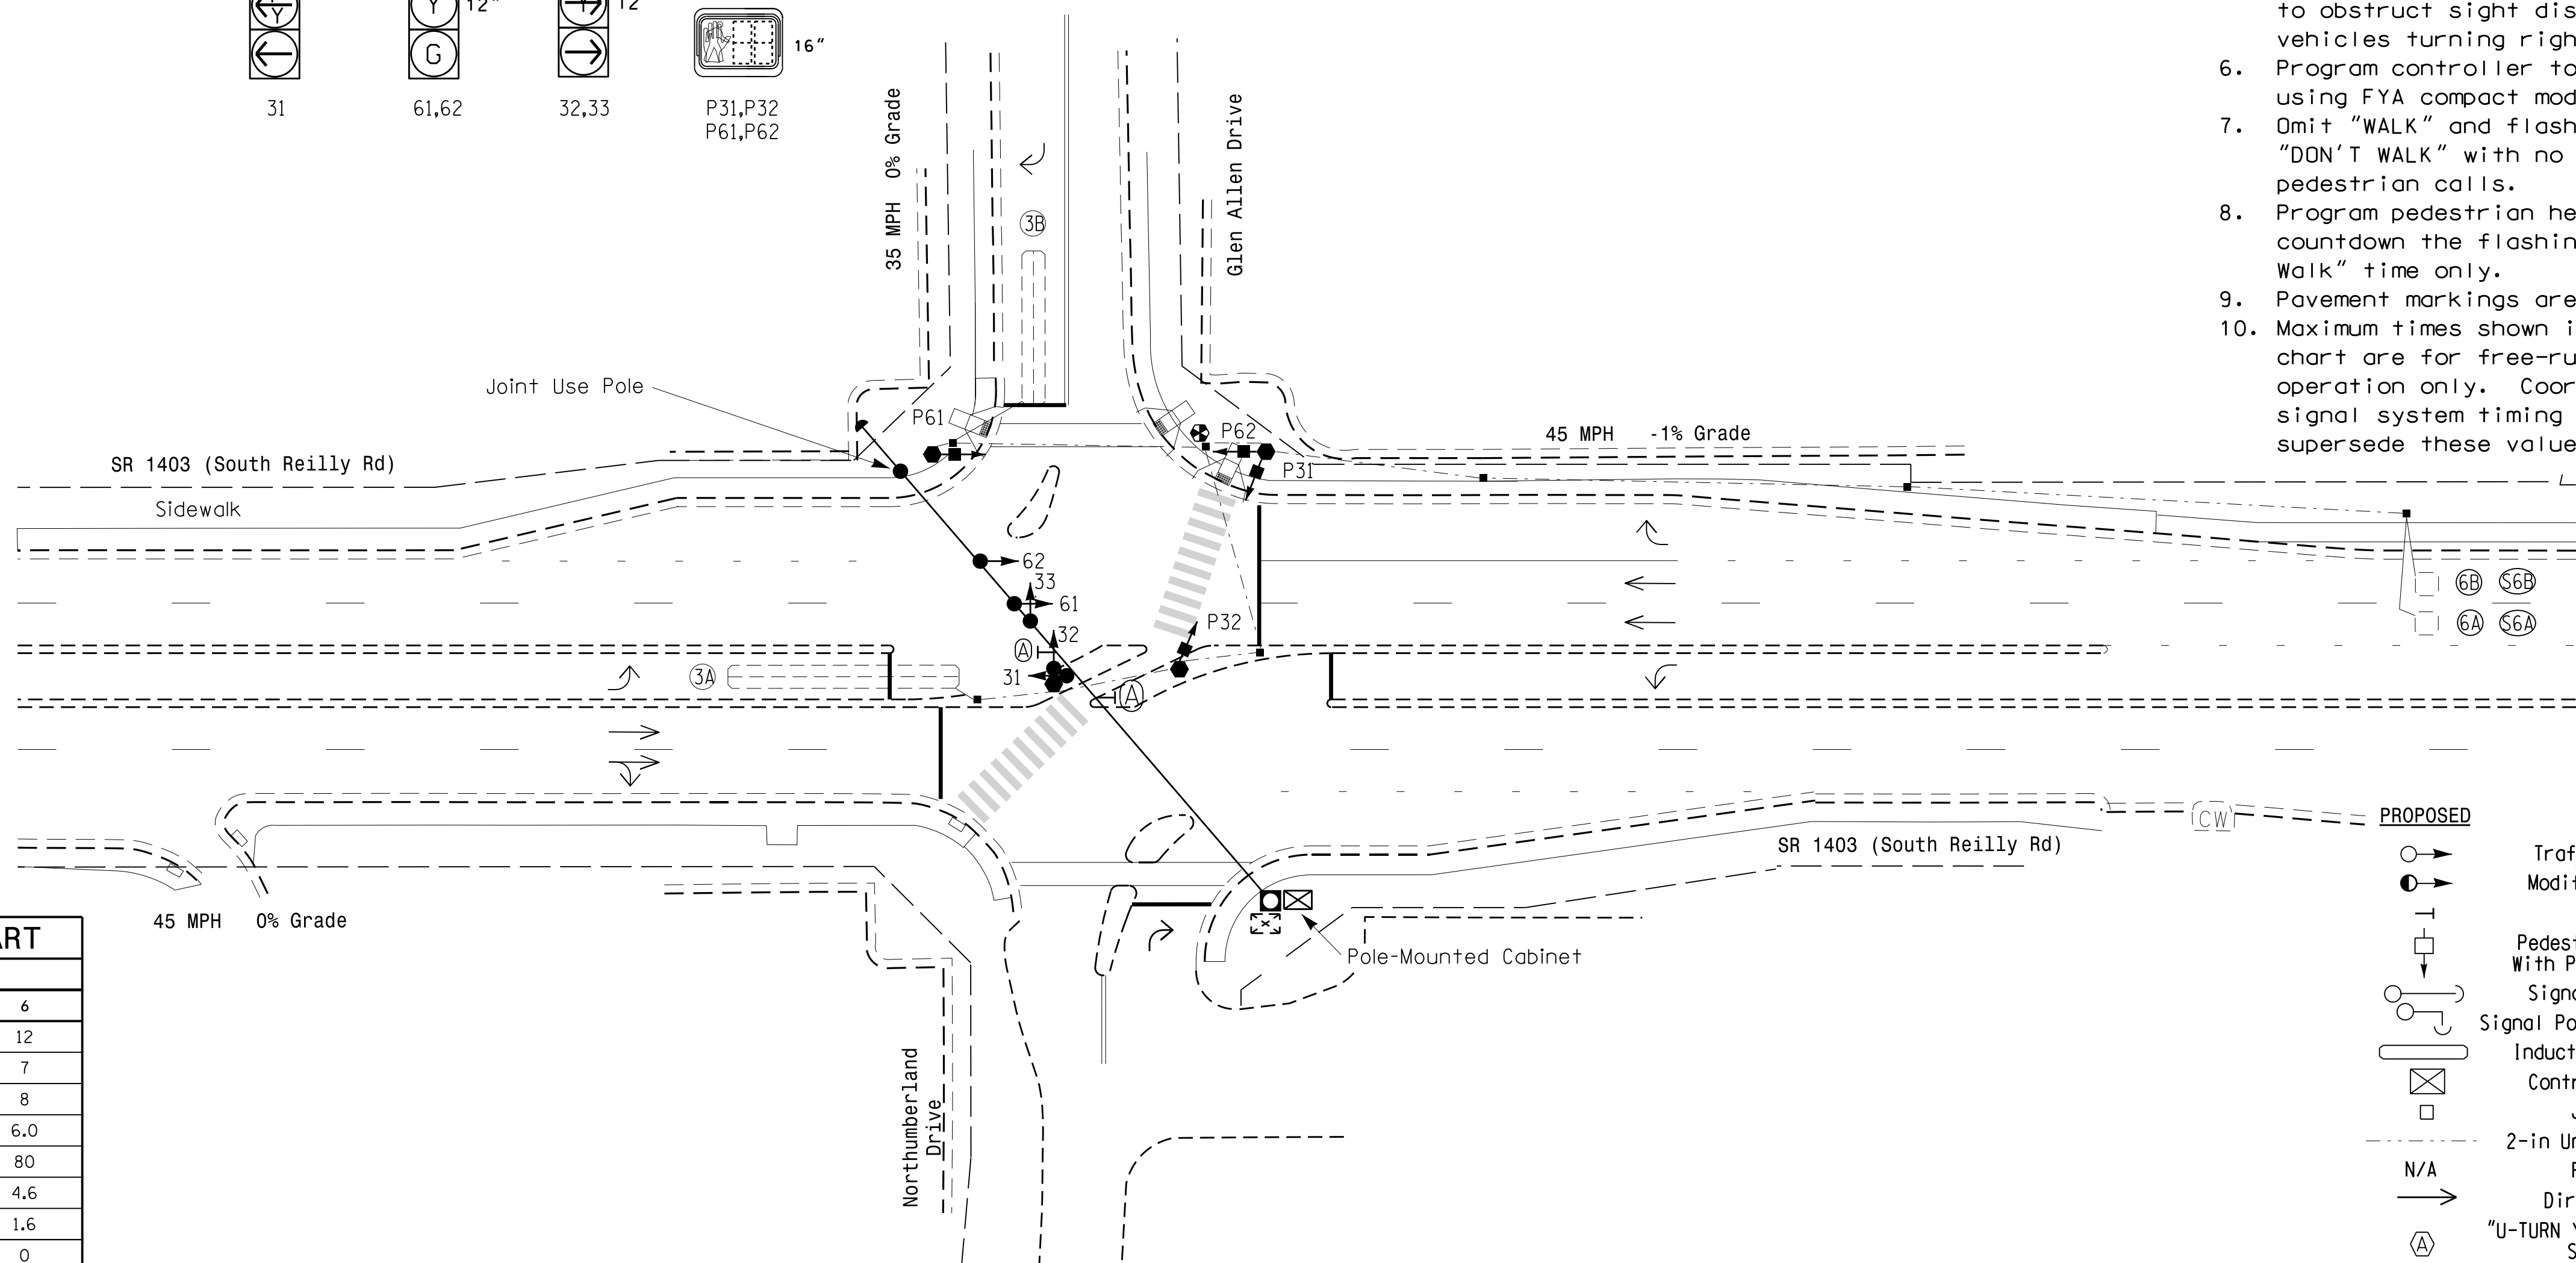 Y
12"
Y
12"
G
16"
31
61,62
32,33
P31,P32
P61,P62
to obstruct sight dis
vehicles turning righ
6. Program controller to
using FYA compact mod
7. Omit "WALK" and flash
"DON'T WALK" with no
pedestrian calls.
8. Program pedestrian he
countdown the flashin
Walk" time only.
9. Pavement markings are
10. Maximum times shown i
chart are for free-ru
operation only. Coor
signal system timing
supersede these value
35 MPH 0% Grade
Glen Allen Drive
3B
Joint Use Pole
P61
P62
P31
45 MPH -1% Grade
SR 1403 (South Reilly Rd)
Sidewalk
62
33
61
32
P32
A
31
3A
A
6B S6B
6A S6A
CW
SR 1403 (South Reilly Rd)
45 MPH 0% Grade
Pole-Mounted Cabinet
Northumberland
Drive
ART
6
12
7
8
6.0
80
4.6
1.6
0
PROPOSED
Traf
Modif
Pedest
With P
Signa
Signal Po
Induct
Contr
2-in Un
N/A
Dir
A
"U-TURN Y
S